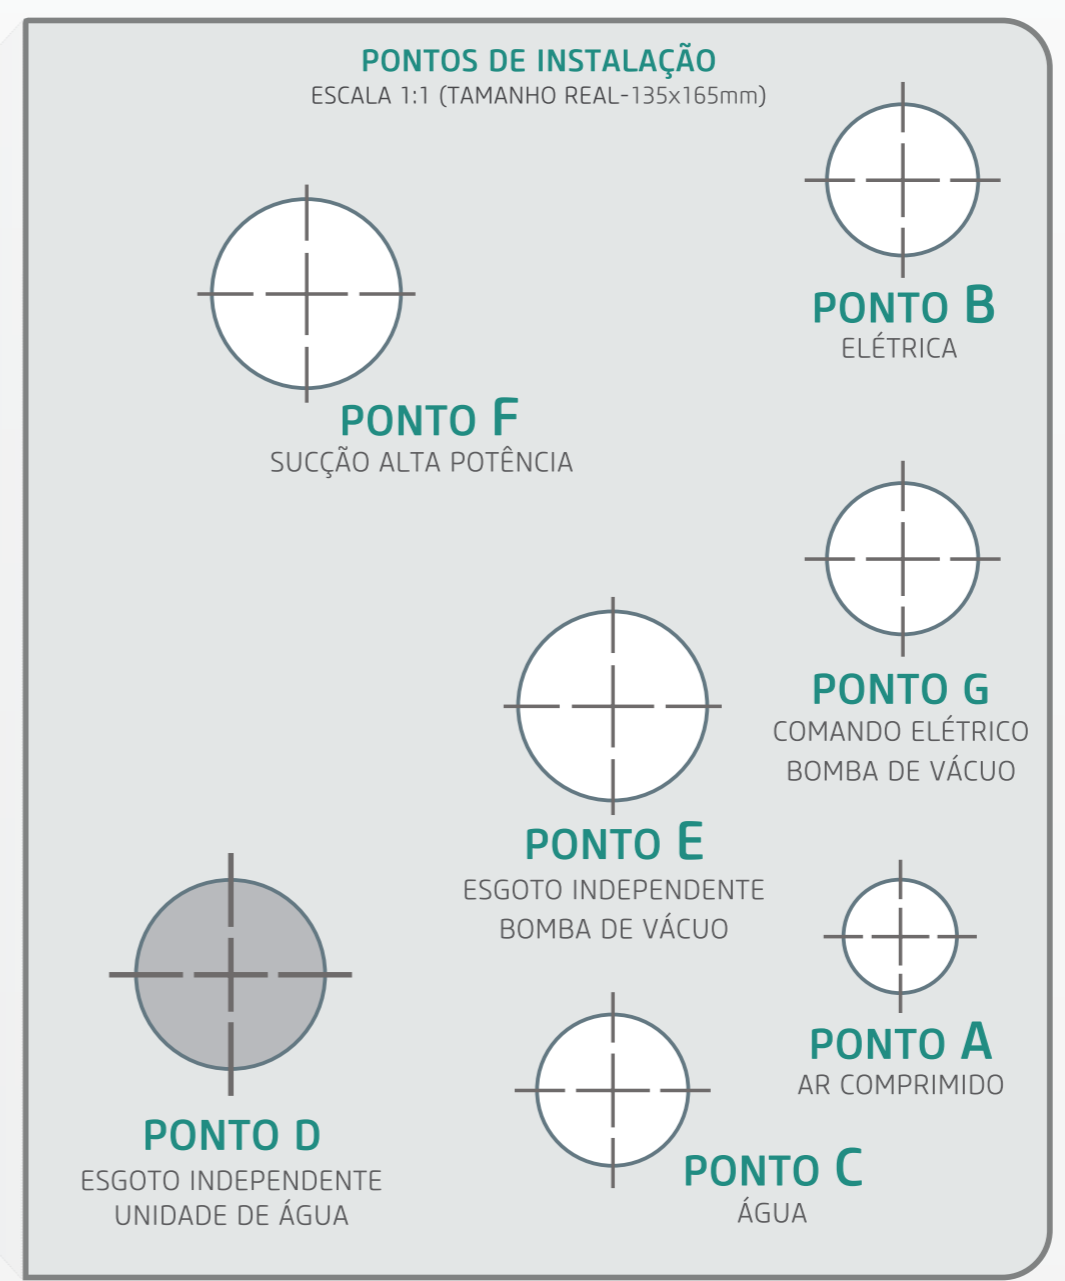 PONTOS DE INSTALAÇÃO
ESCALA 1:1 (TAMANHO REAL-135x165mm)
PONTO B
ELÉTRICA
PONTO F
SUCÇÃO ALTA POTÊNCIA
PONTO G
COMANDO ELÉTRICO
BOMBA DE VÁCUO
PONTO E
ESGOTO INDEPENDENTE
BOMBA DE VÁCUO
PONTO A
AR COMPRIMIDO
PONTO D
ESGOTO INDEPENDENTE
UNIDADE DE ÁGUA
PONTO C
ÁGUA